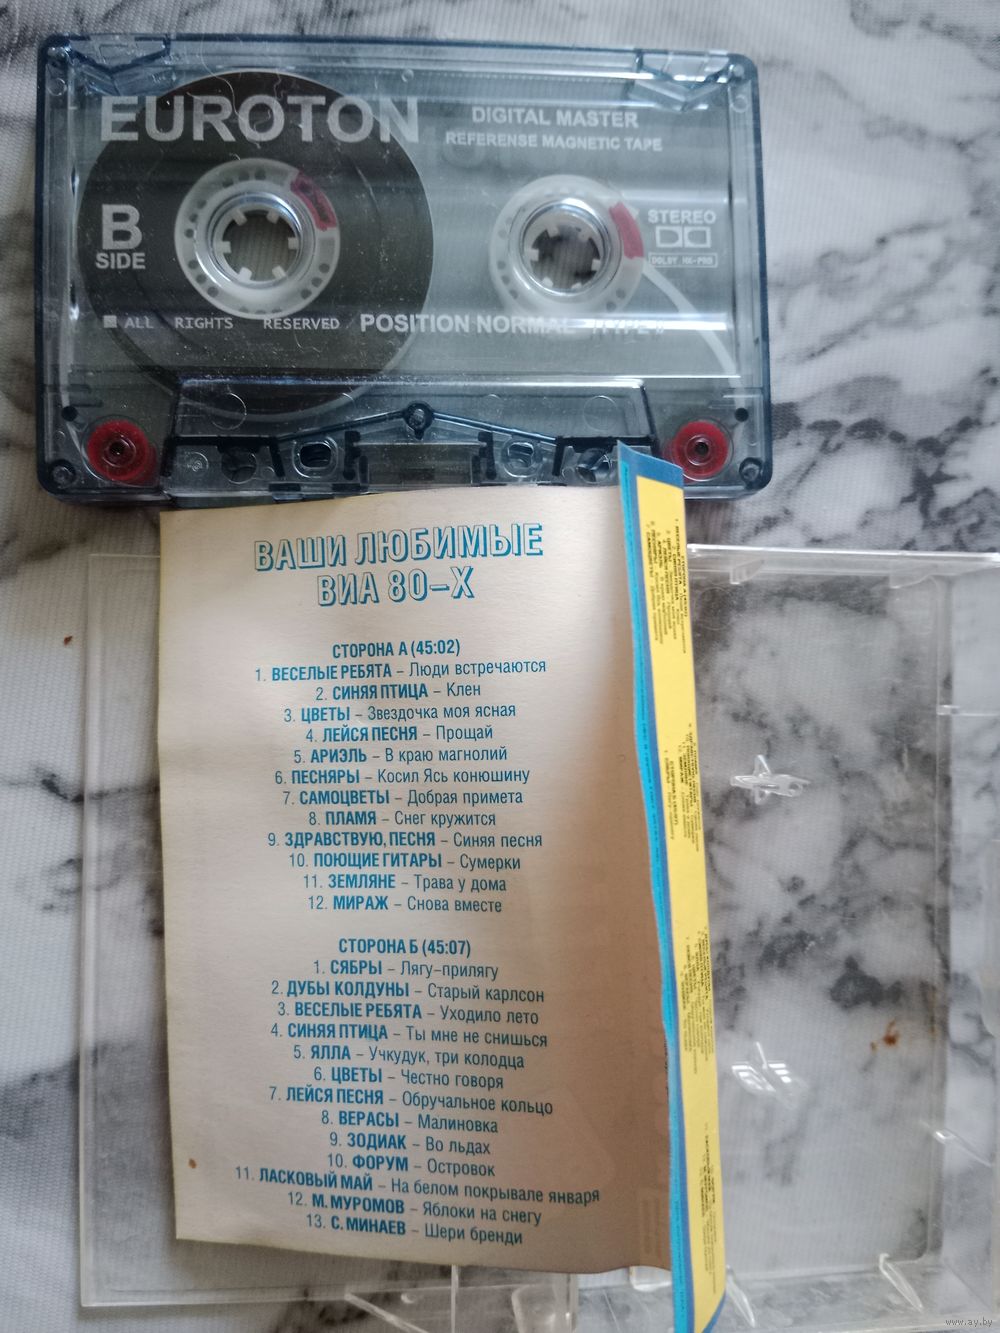 EUROTON
DIGITAL MASTER
REFERENSE MAGNETIC TAPE
B
SIDE
STEREO
DOLBY HX-PRO
ALL RIGHTS RESERVED
POSITION NORMAL
ВАШИ ЛЮБИМЫЕ
ВИА 80-Х
СТОРОНА А (45:02)
1. ВЕСЕЛЫЕ РЕБЯТА – Люди встречаются
2. СИНЯЯ ПТИЦА – Клен
3. ЦВЕТЫ – Звездочка моя ясная
4. ЛЕЙСЯ ПЕСНЯ – Прощай
5. АРИЭЛЬ – В краю магнолий
6. ПЕСНЯРЫ – Косил Ясь конюшину
7. САМОЦВЕТЫ – Добрая примета
8. ПЛАМЯ – Снег кружится
9. ЗДРАВСТВУЮ, ПЕСНЯ – Синяя песня
10. ПОЮЩИЕ ГИТАРЫ – Сумерки
11. ЗЕМЛЯНЕ – Трава у дома
12. МИРАЖ – Снова вместе
СТОРОНА Б (45:07)
1. СЯБРЫ – Лягу-прилягу
2. ДУБЫ КОЛДУНЫ – Старый карлсон
3. ВЕСЕЛЫЕ РЕБЯТА – Уходило лето
4. СИНЯЯ ПТИЦА – Ты мне не снишься
5. ЯЛЛА – Учкудук, три колодца
6. ЦВЕТЫ – Честно говоря
7. ЛЕЙСЯ ПЕСНЯ – Обручальное кольцо
8. ВЕРАСЫ – Малиновка
9. ЗОДИАК – Во льдах
10. ФОРУМ – Островок
11. ЛАСКОВЫЙ МАЙ – На белом покрывале января
12. М. МУРОМОВ – Яблоки на снегу
13. С. МИНАЕВ – Шери бренди
www.ay.by